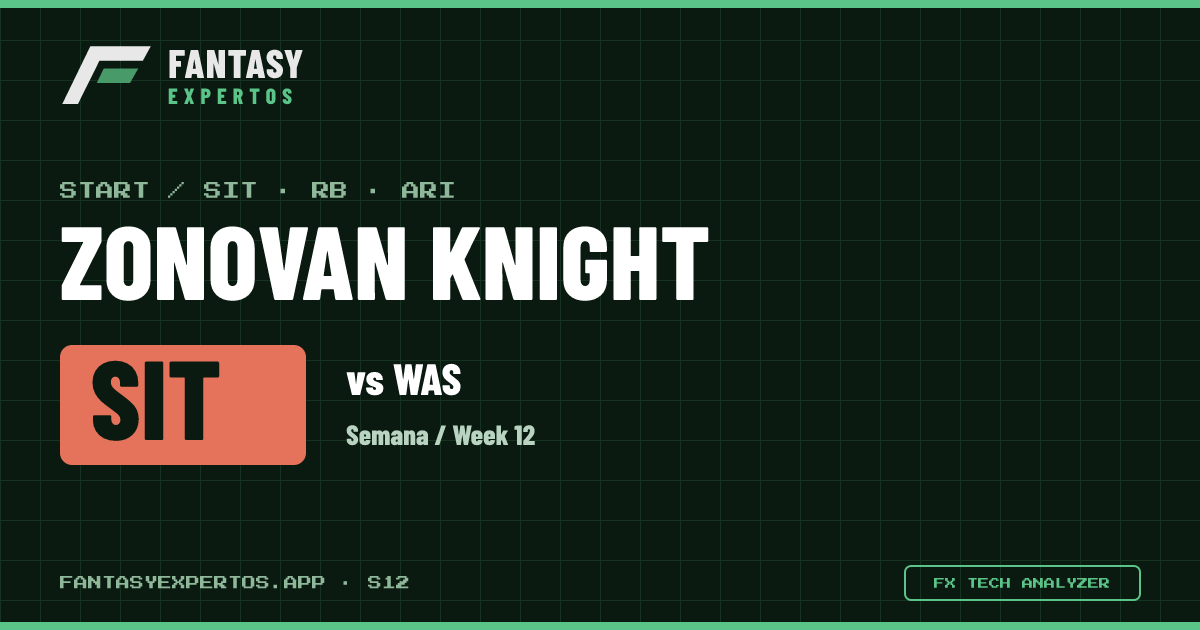 FANTASY
EXPERTOS
START / SIT · RB · ARI
ZONOVAN KNIGHT
SIT
vs WAS
Semana / Week 12
FANTASYEXPERTOS.APP · S12
FX TECH ANALYZER